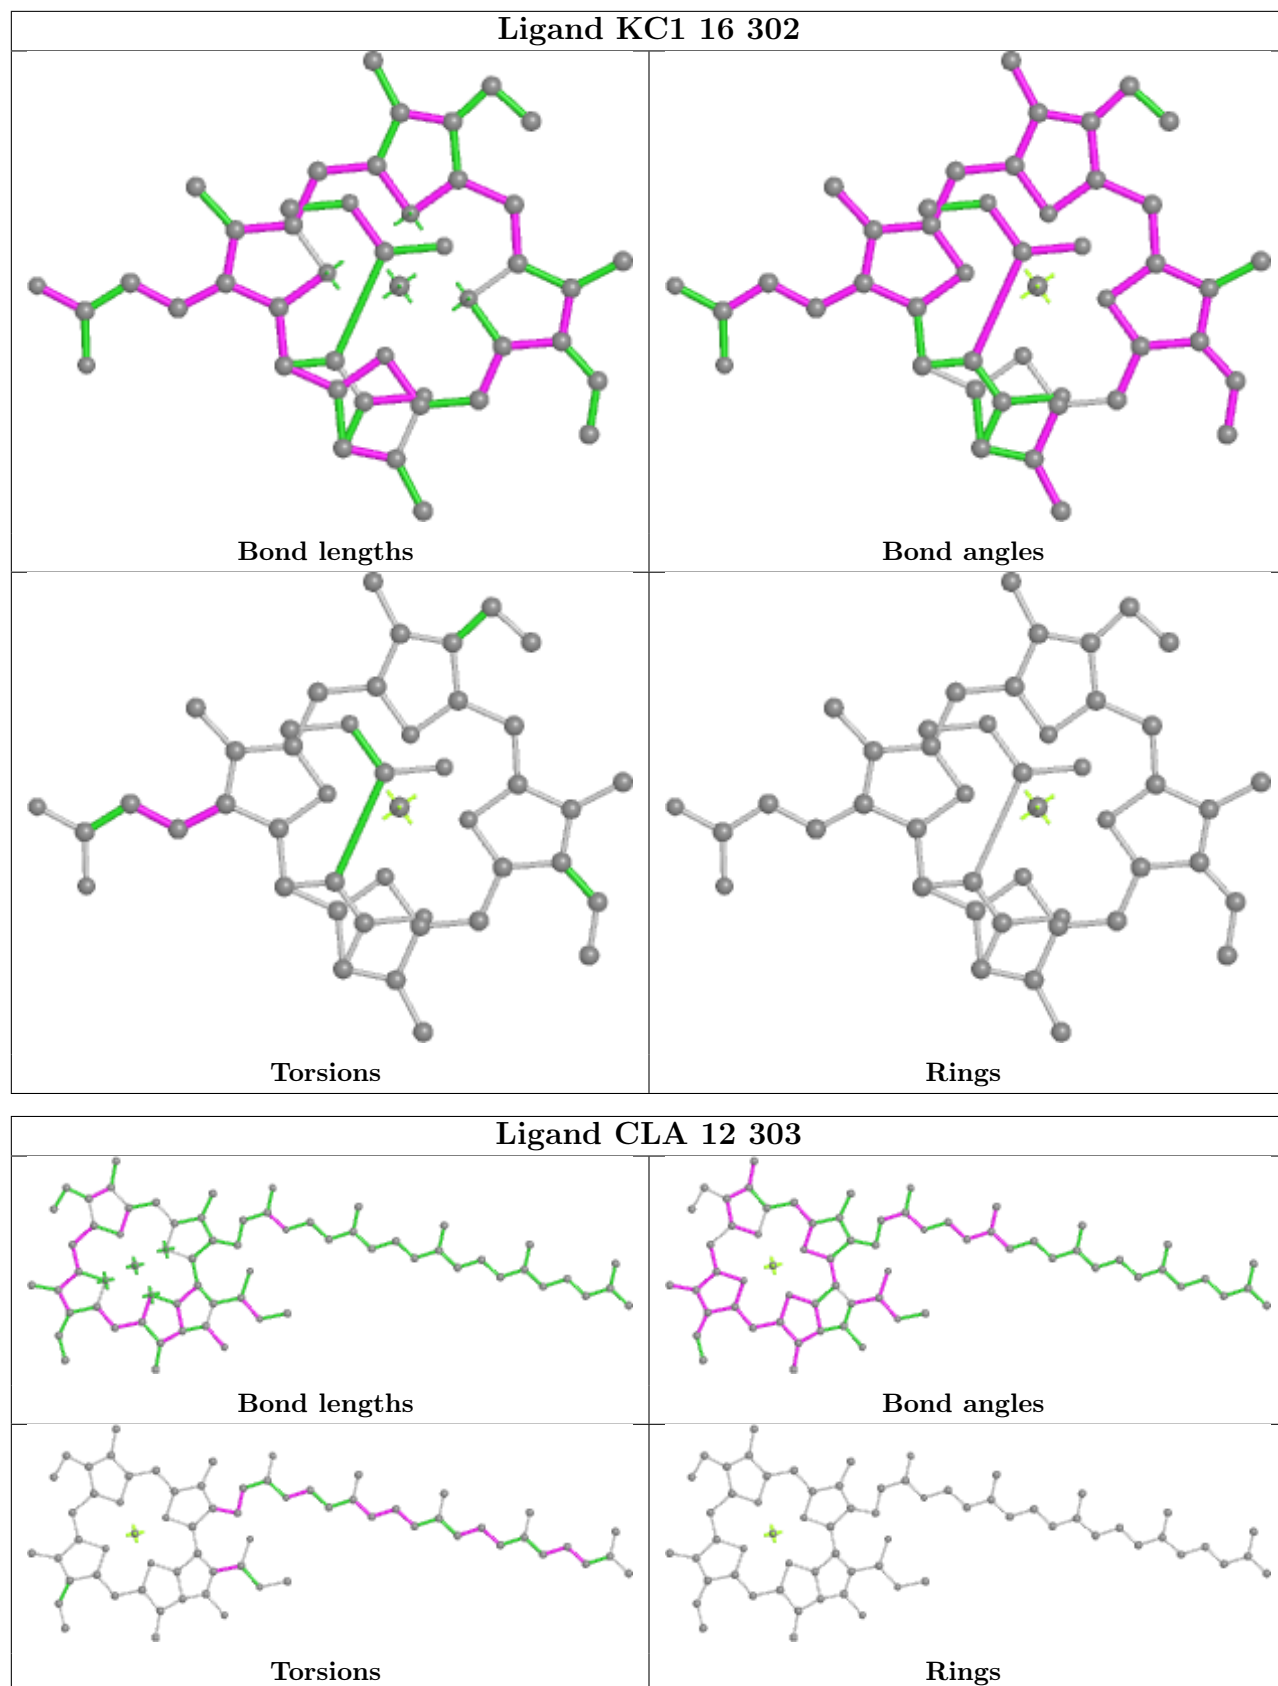 Ligand KC1 16 302
Bond lengths
Bond angles
Torsions
Rings
Ligand CLA 12 303
Bond lengths
Bond angles
Torsions
Rings